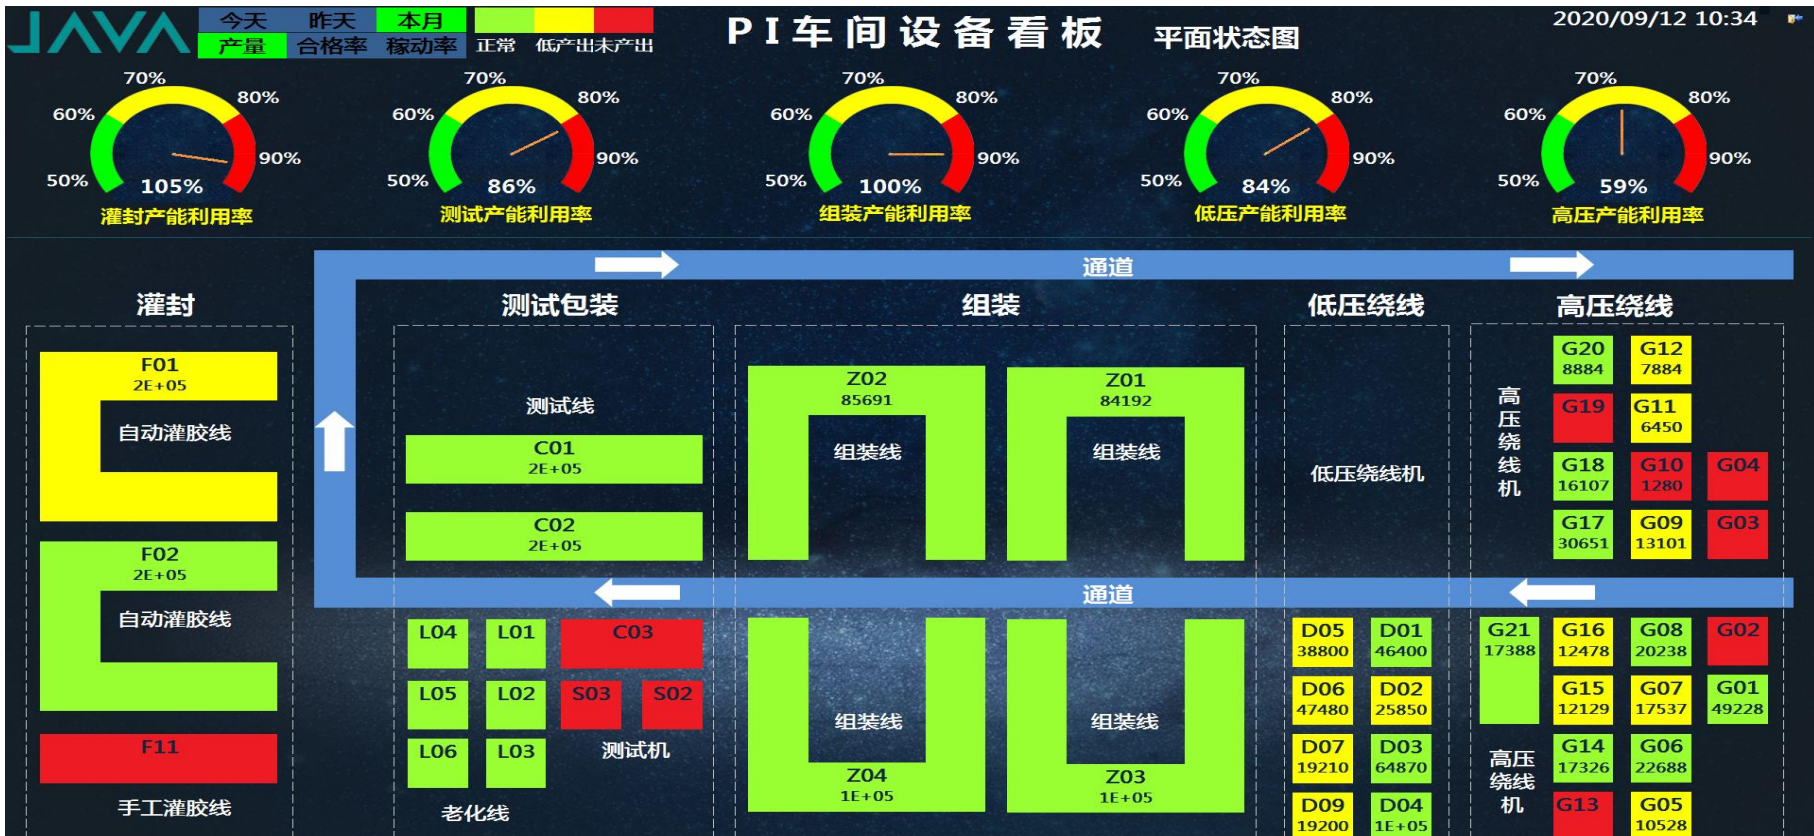 JAVA
今天 昨天 本月
产量 合格率 稼动率
正常 低产出 未产出
PI车间设备看板 平面状态图
2020/09/12 10:34
50% 60% 70% 80% 90%
105%
灌封产能利用率
50% 60% 70% 80% 90%
86%
测试产能利用率
50% 60% 70% 80% 90%
100%
组装产能利用率
50% 60% 70% 80% 90%
84%
低压产能利用率
50% 60% 70% 80% 90%
59%
高压产能利用率
通道
灌封
F01
2E+05
自动灌胶线
F02
2E+05
自动灌胶线
F11
手工灌胶线
测试包装
测试线
C01
2E+05
C02
2E+05
组装
Z02
85691
组装线
Z01
84192
组装线
低压绕线
低压绕线机
高压绕线
高压绕线机
G20
8884
G12
7884
G19
G11
6450
G18
16107
G10
1280
G04
G17
30651
G09
13101
G03
通道
L04 L01 C03
L05 L02 S03 S02
L06 L03 测试机
老化线
组装线
Z04
1E+05
组装线
Z03
1E+05
D05
38800
D01
46400
D06
47480
D02
25850
D07
19210
D03
64870
D09
19200
D04
1E+05
G21
17388
G16
12478
G08
20238
G02
G15
12129
G07
17537
G01
49228
高压
绕线
机
G14
17326
G06
22688
G13
G05
10528